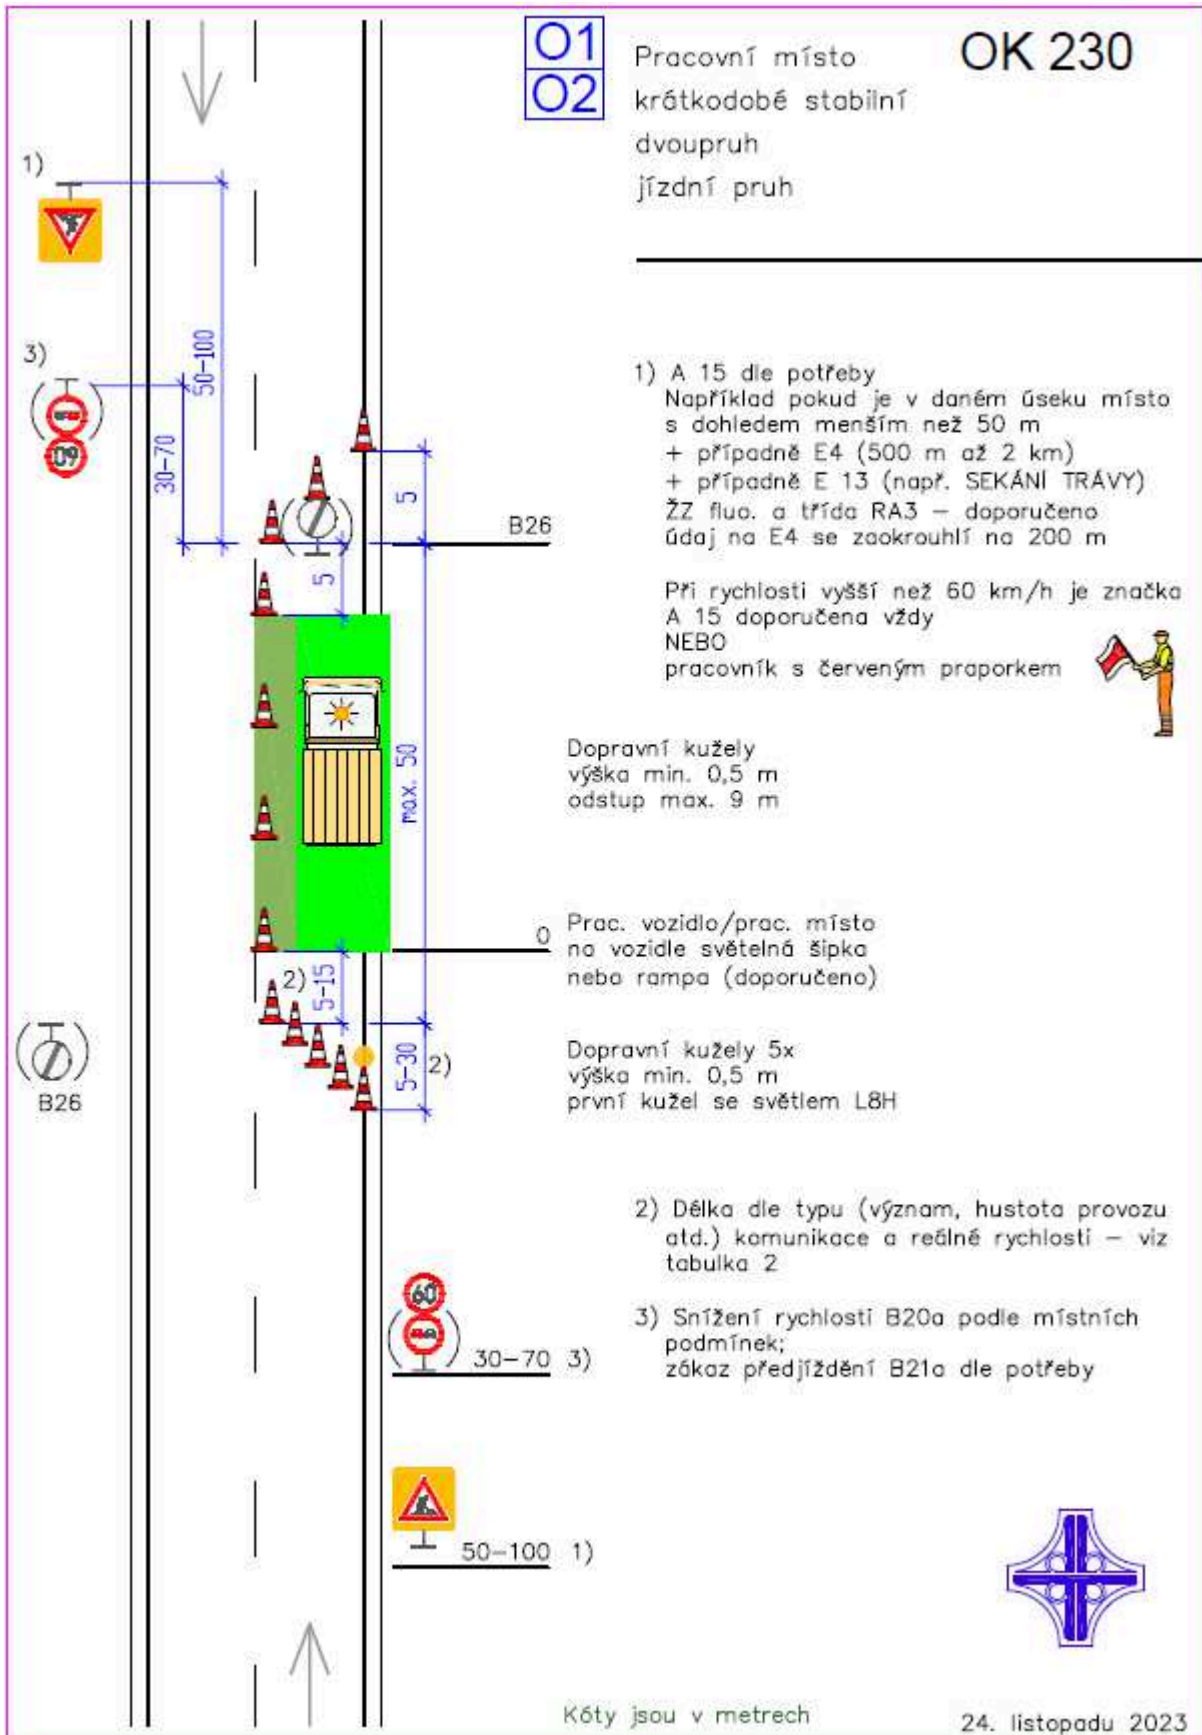 O1
O2
OK 230
Pracovní místo
krátkodobé stabilní
dvoupruh
jízdní pruh
1)
50-100
3)
60
30-70
5
B26
5
max. 50
1) A 15 dle potřeby
Například pokud je v daném úseku místo
s dohledem menším než 50 m
+ případně E4 (500 m až 2 km)
+ případně E 13 (např. SEKÁNÍ TRÁVY)
ŽZ fluo. a třída RA3 – doporučeno
údaj na E4 se zaokrouhlí na 200 m
Při rychlosti vyšší než 60 km/h je značka
A 15 doporučena vždy
NEBO
pracovník s červeným praporkem
Dopravní kužely
výška min. 0,5 m
odstup max. 9 m
0
Prac. vozidlo/prac. místo
na vozidle světelná šipka
nebo rampa (doporučeno)
2)
5-15
B26
5-30
2)
Dopravní kužely 5x
výška min. 0,5 m
první kužel se světlem L8H
2) Délka dle typu (význam, hustota provozu
atd.) komunikace a reálné rychlosti – viz
tabulka 2
60
30-70 3)
3) Snížení rychlosti B20a podle místních
podmínek;
zákaz předjíždění B21a dle potřeby
50-100 1)
Kóty jsou v metrech
24. listopadu 2023